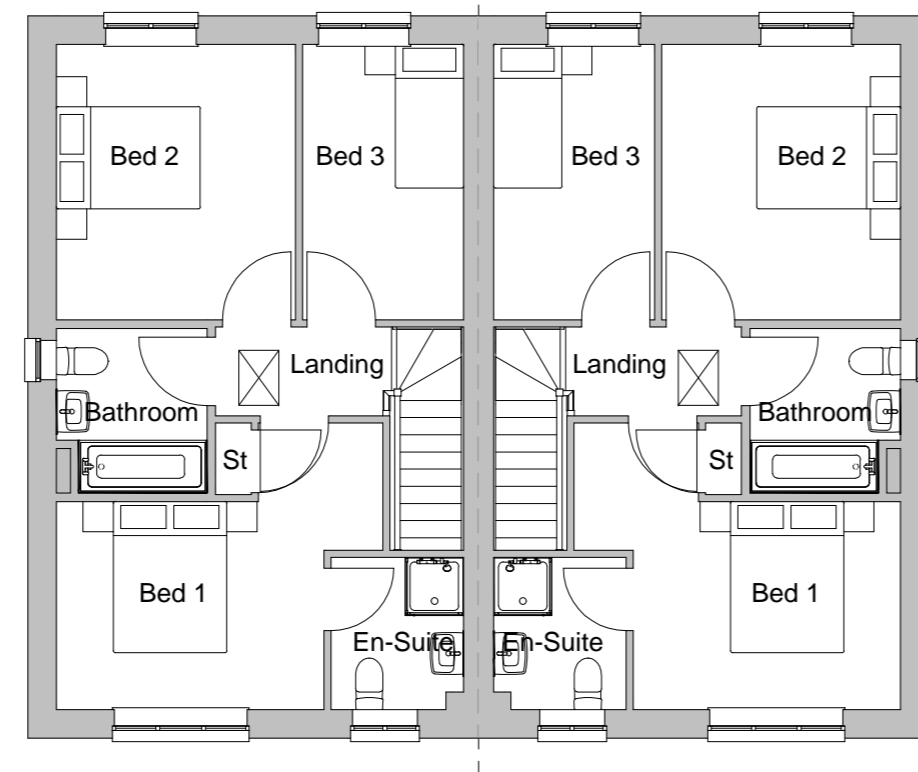 Bed 2
Bed 3
Bed 3
Bed 2
Landing
Landing
Bathroom
Bathroom
St
St
Bed 1
Bed 1
En-Suite
En-Suite